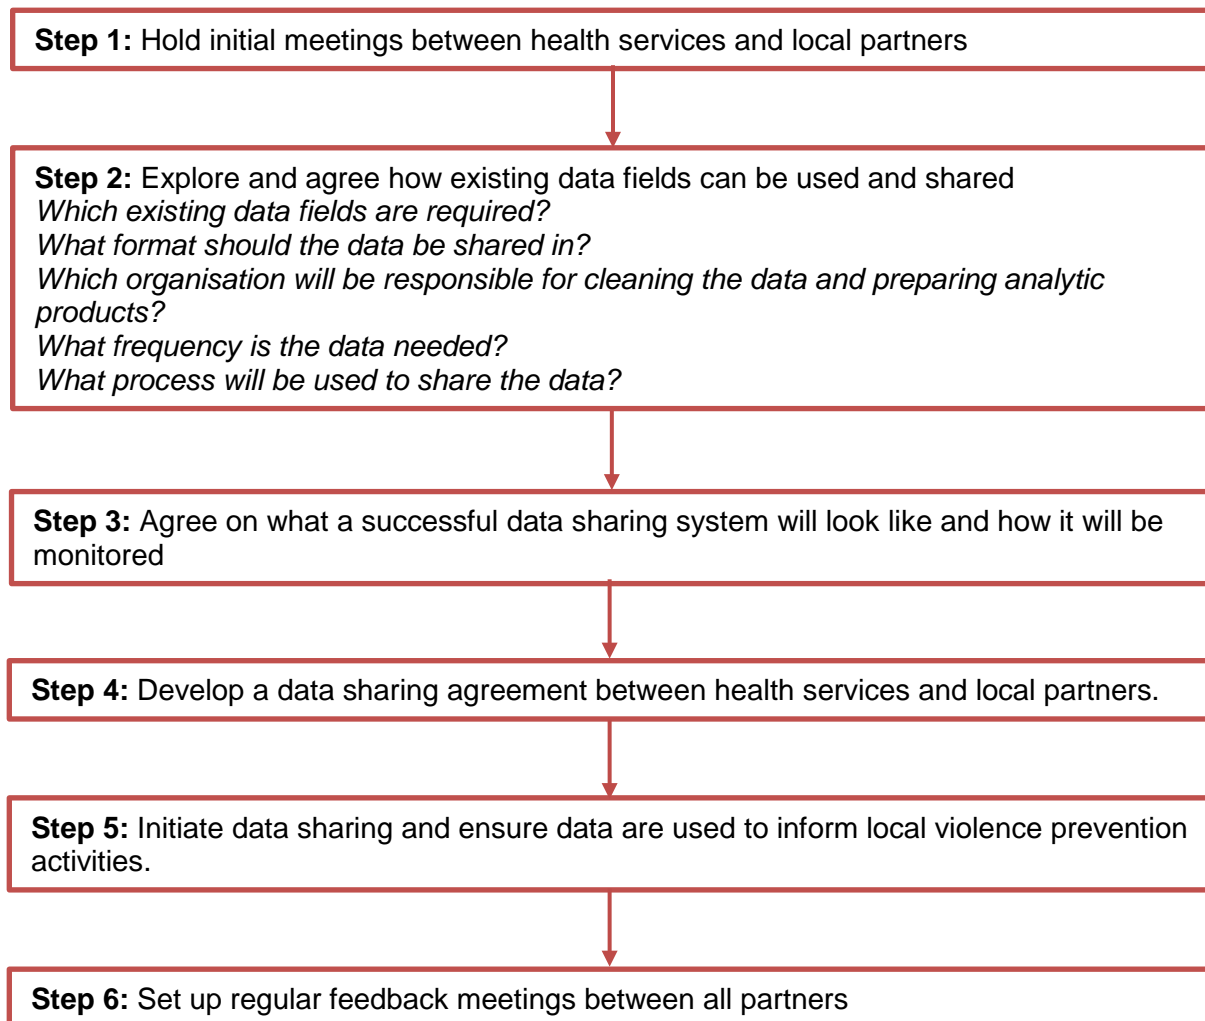 Step 1: Hold initial meetings between health services and local partners
Step 2: Explore and agree how existing data fields can be used and shared
Which existing data fields are required?
What format should the data be shared in?
Which organisation will be responsible for cleaning the data and preparing analytic
products?
What frequency is the data needed?
What process will be used to share the data?
Step 3: Agree on what a successful data sharing system will look like and how it will be
monitored
Step 4: Develop a data sharing agreement between health services and local partners.
Step 5: Initiate data sharing and ensure data are used to inform local violence prevention
activities.
Step 6: Set up regular feedback meetings between all partners